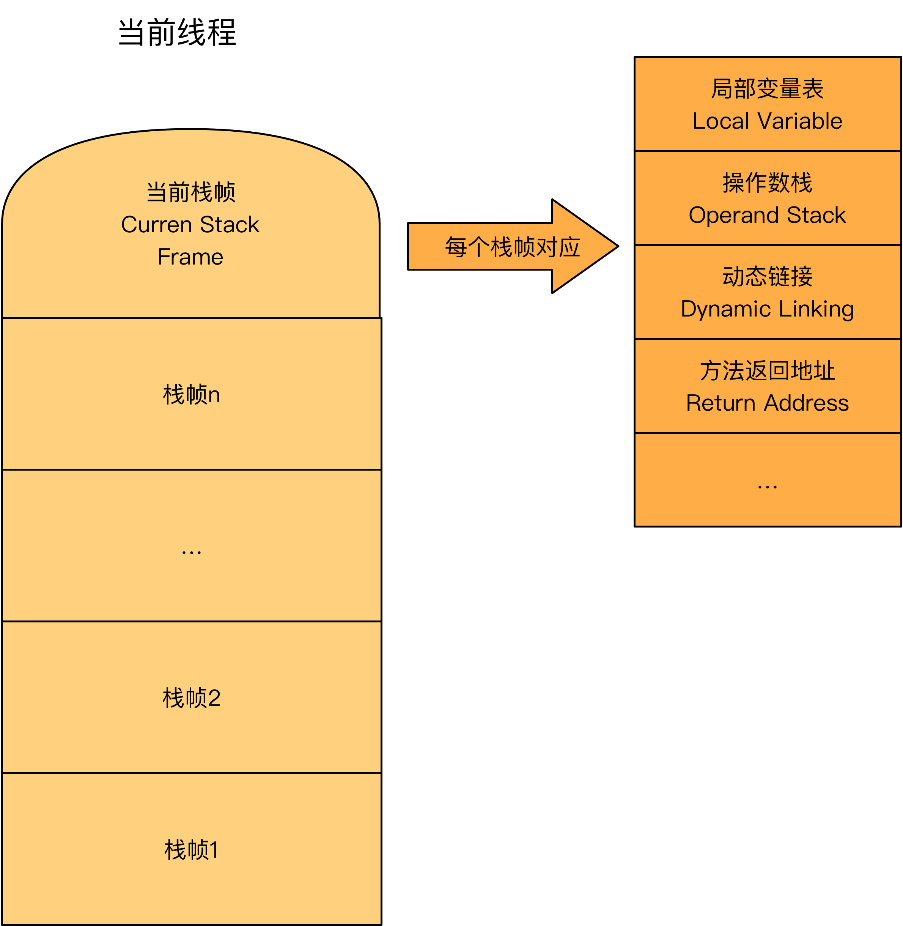 当前线程
当前栈帧
Curren Stack
Frame
栈帧n
...
栈帧2
栈帧1
每个栈帧对应
局部变量表
Local Variable
操作数栈
Operand Stack
动态链接
Dynamic Linking
方法返回地址
Return Address
...